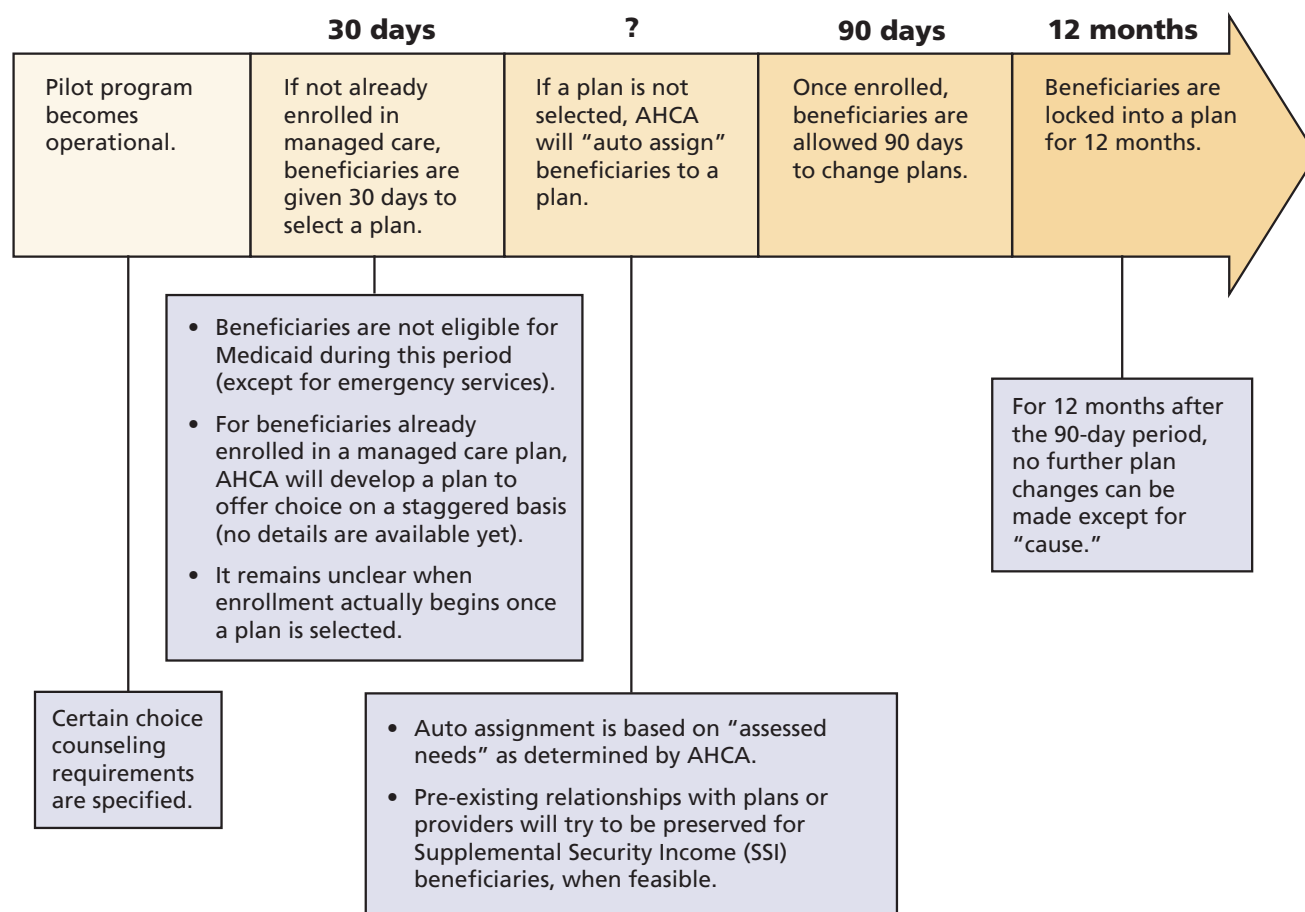 30 days
?
90 days
12 months
Pilot program
becomes
operational.
If not already
enrolled in
managed care,
beneficiaries are
given 30 days to
select a plan.
If a plan is not
selected, AHCA
will “auto assign”
beneficiaries to a
plan.
Once enrolled,
beneficiaries are
allowed 90 days
to change plans.
Beneficiaries are
locked into a plan
for 12 months.
• Beneficiaries are not eligible for
Medicaid during this period
(except for emergency services).
• For beneficiaries already
enrolled in a managed care plan,
AHCA will develop a plan to
offer choice on a staggered basis
(no details are available yet).
• It remains unclear when
enrollment actually begins once
a plan is selected.
For 12 months after
the 90-day period,
no further plan
changes can be
made except for
“cause.”
Certain choice
counseling
requirements
are specified.
• Auto assignment is based on “assessed
needs” as determined by AHCA.
• Pre-existing relationships with plans or
providers will try to be preserved for
Supplemental Security Income (SSI)
beneficiaries, when feasible.